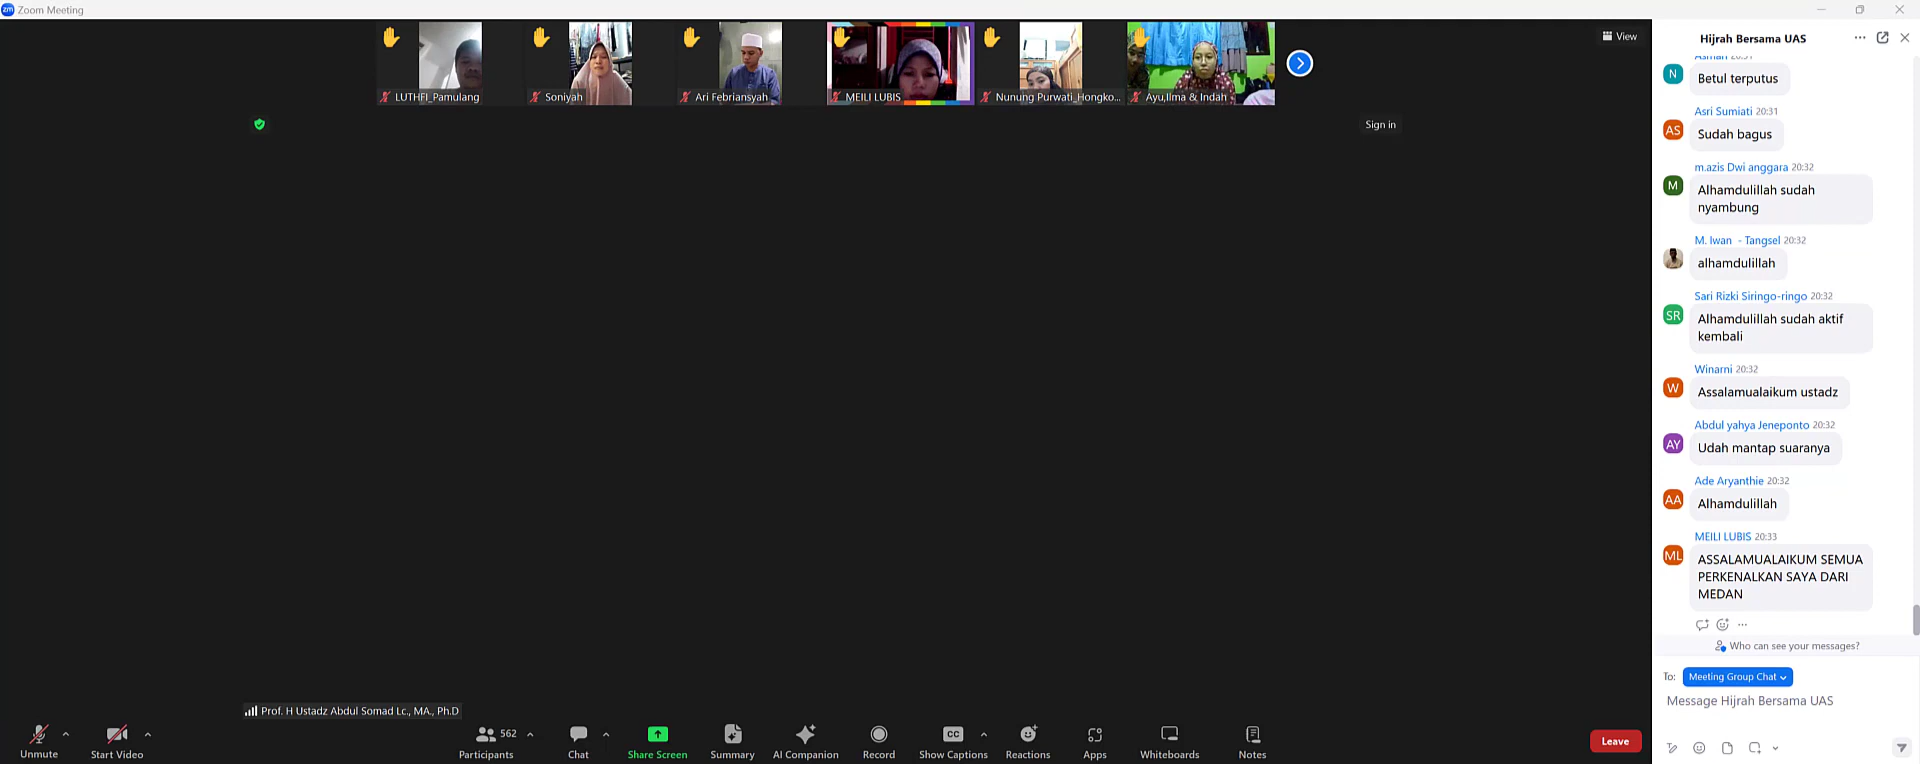 zm Zoom Meeting
LUTHFI_Pamulang
Soniyah
Ari Febriansyah
MEILI LUBIS
Nunung Purwati_Hongko...
Ayu,Ilma & Indah
View
Sign in
Prof. H Ustadz Abdul Somad Lc., MA., Ph.D
Unmute
Start Video
562
Participants
Chat
Share Screen
Summary
AI Companion
Record
CC
Show Captions
Reactions
Apps
Whiteboards
Notes
Leave
Hijrah Bersama UAS
N
Betul terputus
Asri Sumiati 20:31
AS
Sudah bagus
m.azis Dwi anggara 20:32
M
Alhamdulillah sudah
nyambung
M. Iwan - Tangsel 20:32
alhamdulillah
Sari Rizki Siringo-ringo 20:32
SR
Alhamdulillah sudah aktif
kembali
Winarni 20:32
W
Assalamualaikum ustadz
Abdul yahya Jeneponto 20:32
AY
Udah mantap suaranya
Ade Aryanthie 20:32
AA
Alhamdulillah
MEILI LUBIS 20:33
ML
ASSALAMUALAIKUM SEMUA
PERKENALKAN SAYA DARI
MEDAN
Who can see your messages?
To: Meeting Group Chat
Message Hijrah Bersama UAS